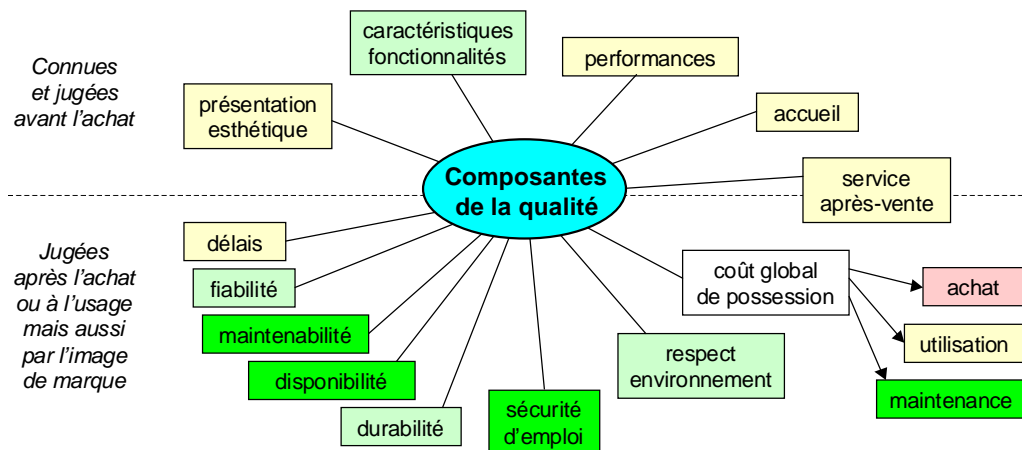 caractéristiques
fonctionnalités
Connues
et jugées
avant l'achat
performances
présentation
esthétique
accueil
Composantes
de la qualité
service
après-vente
Jugées
après l'achat
ou à l'usage
mais aussi
par l'image
de marque
délais
fiabilité
maintenabilité
disponibilité
durabilité
sécurité
d'emploi
respect
environnement
coût global
de possession
achat
utilisation
maintenance